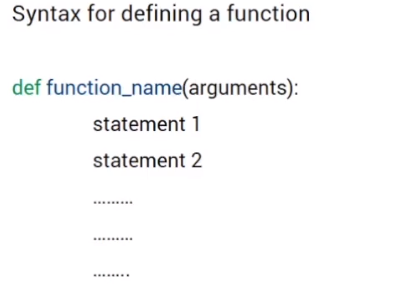 Syntax for defining a function
def function_name(arguments):
statement 1
statement 2
.........
.........
........